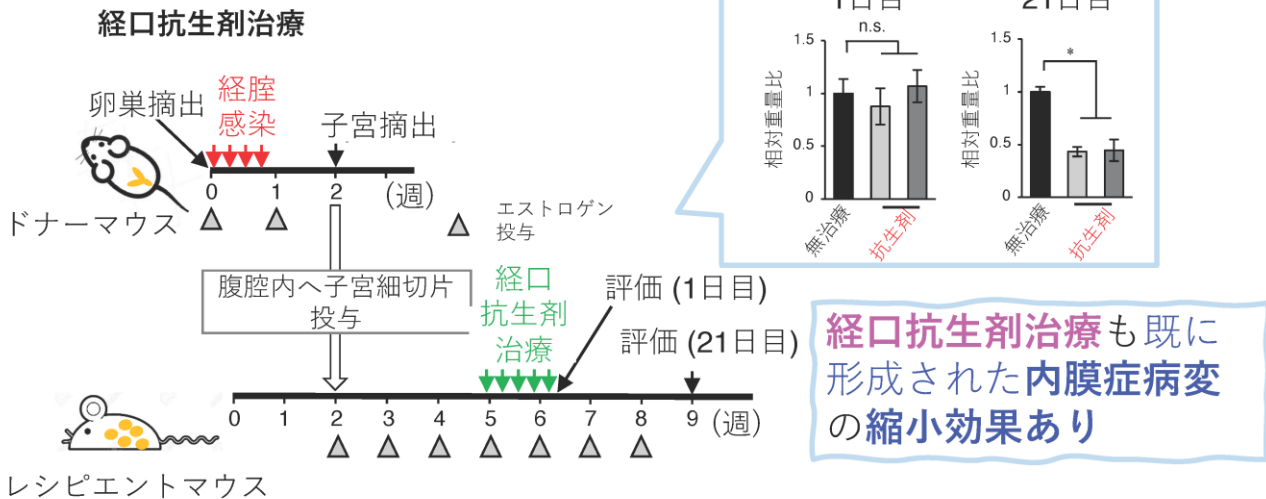 経口抗生剤治療
卵巣摘出
経腟
感染
子宮摘出
0
1
2
(週)
ドナーマウス
エストロゲン
投与
腹腔内へ子宮細切片
投与
経口
抗生剤
治療
評価 (1日目)
評価 (21日目)
0
1
2
3
4
5
6
7
8
9
(週)
レシピエントマウス
1日目
n.s.
1.5
1
0.5
0
相対重量比
無治療
抗生剤
21日目
*
1.5
1
0.5
0
相対重量比
無治療
抗生剤
経口抗生剤治療も既に
形成された内膜症病変
の縮小効果あり